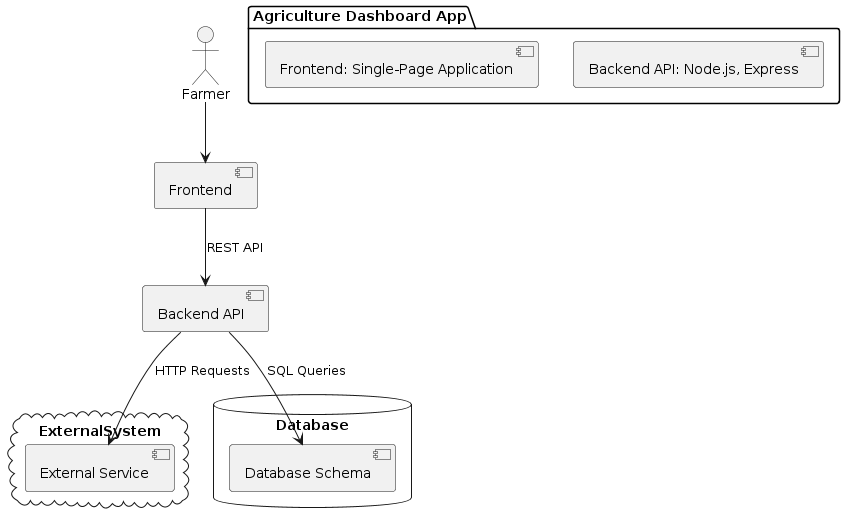 Agriculture Dashboard App
Frontend: Single-Page Application
Backend API: Node.js, Express
Farmer
Frontend
REST API
Backend API
HTTP Requests
SQL Queries
ExternalSystem
Database
External Service
Database Schema